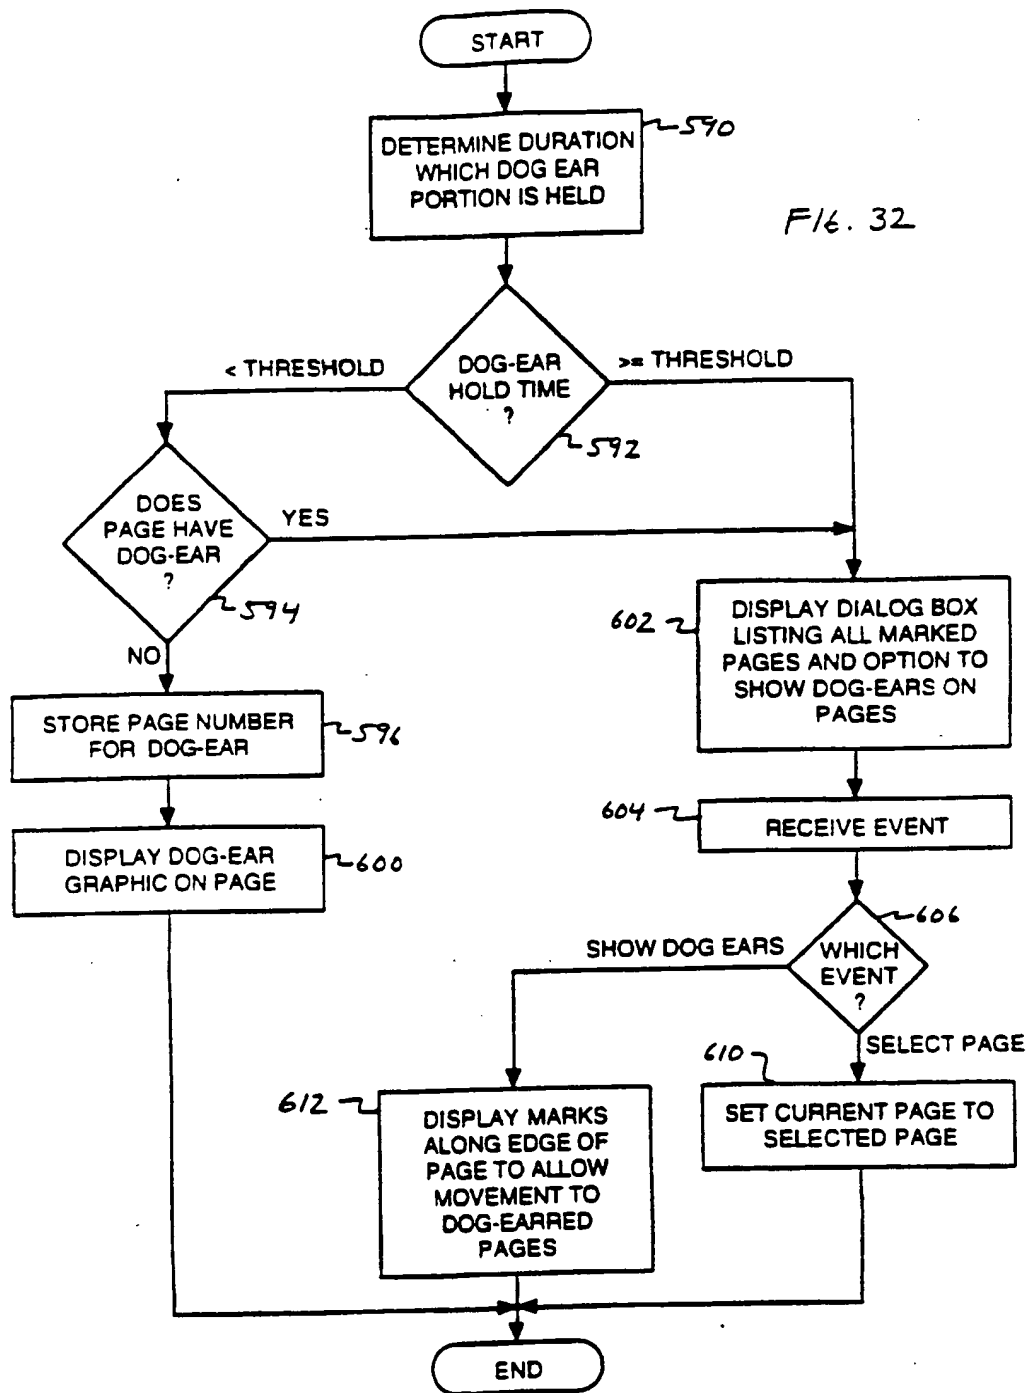 START
DETERMINE DURATION
WHICH DOG EAR
PORTION IS HELD
590
FIG. 32
DOG-EAR
HOLD TIME
?
592
< THRESHOLD
>= THRESHOLD
DOES
PAGE HAVE
DOG-EAR
?
594
YES
NO
STORE PAGE NUMBER
FOR DOG-EAR
596
DISPLAY DOG-EAR
GRAPHIC ON PAGE
600
602
DISPLAY DIALOG BOX
LISTING ALL MARKED
PAGES AND OPTION TO
SHOW DOG-EARS ON
PAGES
604
RECEIVE EVENT
606
WHICH
EVENT
?
SHOW DOG EARS
SELECT PAGE
610
SET CURRENT PAGE TO
SELECTED PAGE
612
DISPLAY MARKS
ALONG EDGE OF
PAGE TO ALLOW
MOVEMENT TO
DOG-EARRED
PAGES
END